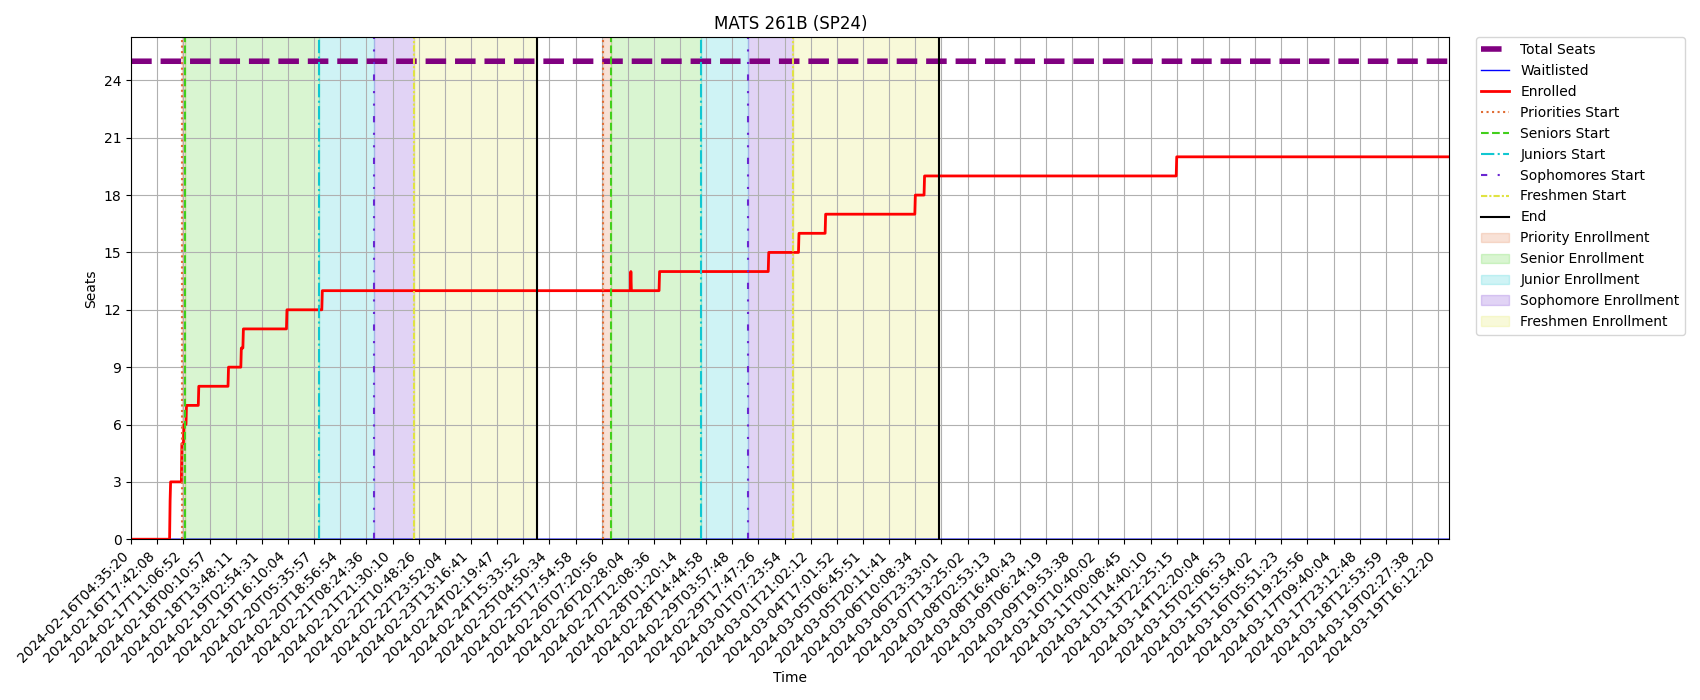 MATS 261B (SP24)
Seats
24
21
18
15
12
9
6
3
0
2024-02-16T04:35:20
2024-02-16T17:42:08
2024-02-17T11:06:52
2024-02-18T00:10:57
2024-02-18T13:48:11
2024-02-19T02:54:31
2024-02-19T16:10:04
2024-02-20T05:35:57
2024-02-20T18:56:54
2024-02-21T08:24:36
2024-02-21T21:30:10
2024-02-22T10:48:26
2024-02-22T23:52:04
2024-02-23T13:16:41
2024-02-24T02:19:47
2024-02-24T15:33:52
2024-02-25T04:50:34
2024-02-25T17:54:58
2024-02-26T07:20:56
2024-02-26T20:28:04
2024-02-27T12:08:36
2024-02-28T01:20:14
2024-02-28T14:44:58
2024-02-29T03:57:48
2024-02-29T17:47:26
2024-03-01T07:23:54
2024-03-01T21:02:12
2024-03-04T17:01:52
2024-03-05T06:45:51
2024-03-05T20:11:41
2024-03-06T10:08:34
2024-03-06T23:33:01
2024-03-07T13:25:02
2024-03-08T02:53:13
2024-03-08T16:40:43
2024-03-09T06:24:19
2024-03-09T19:53:38
2024-03-10T10:40:02
2024-03-11T00:08:45
2024-03-11T14:40:10
2024-03-13T22:25:15
2024-03-14T12:20:04
2024-03-15T02:06:53
2024-03-15T15:54:02
2024-03-16T05:51:23
2024-03-16T19:25:56
2024-03-17T09:40:04
2024-03-17T23:12:48
2024-03-18T12:53:59
2024-03-19T02:27:38
2024-03-19T16:12:20
Time
Total Seats
Waitlisted
Enrolled
Priorities Start
Seniors Start
Juniors Start
Sophomores Start
Freshmen Start
End
Priority Enrollment
Senior Enrollment
Junior Enrollment
Sophomore Enrollment
Freshmen Enrollment